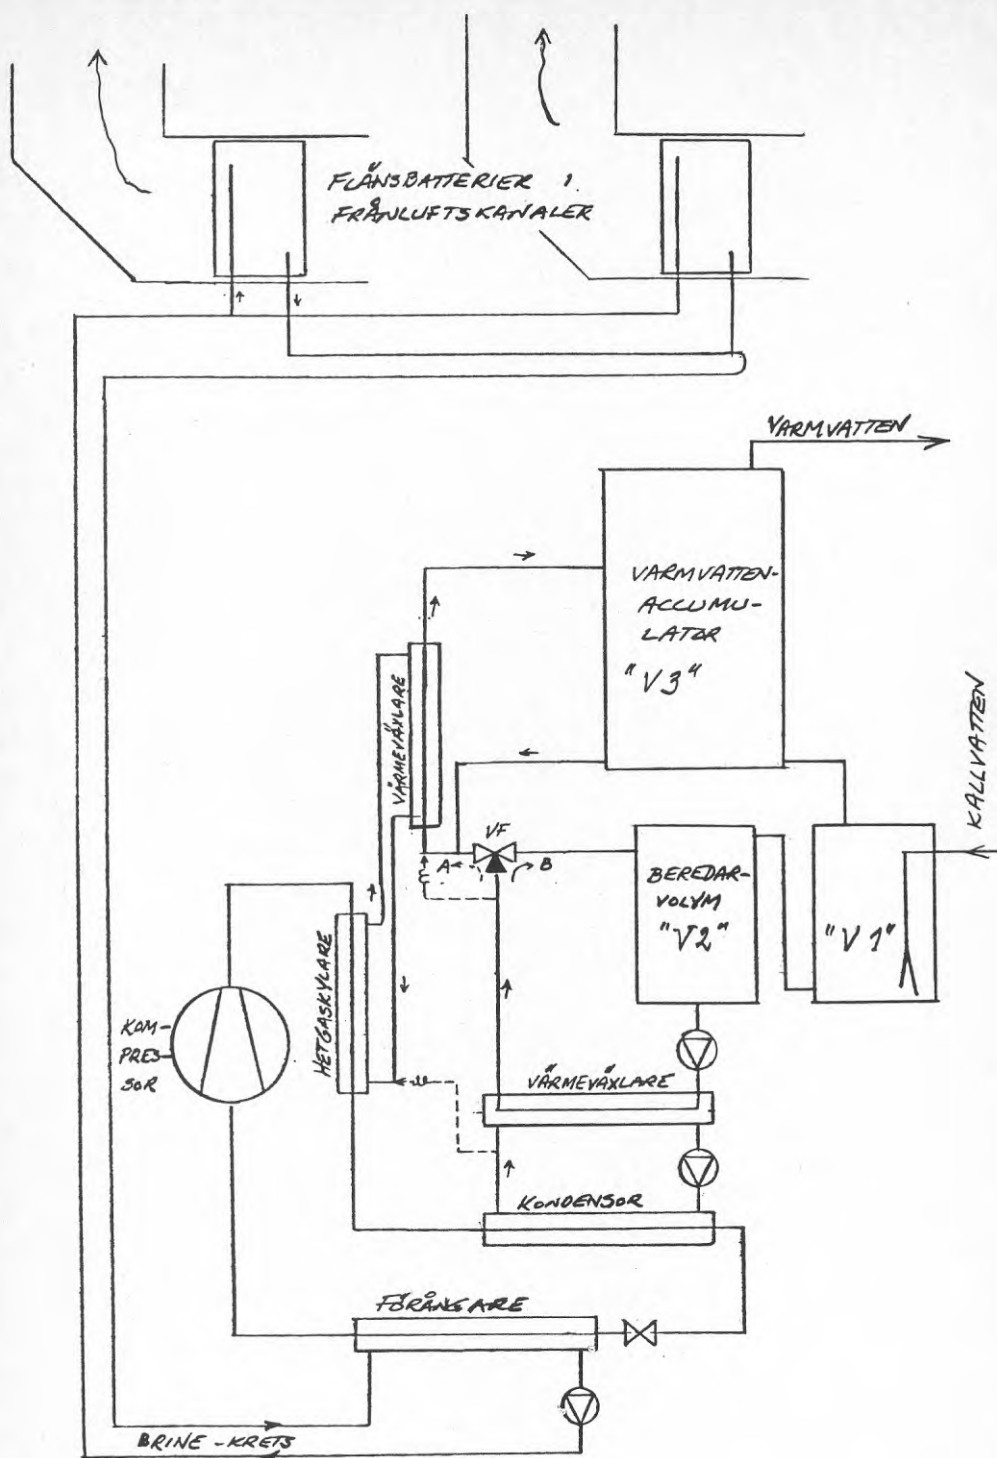 FLÄNSBATTERIER I
FRÅNLUFTSKANALER
VARMVATTEN
VARMVATTEN-
ACCUMU-
LATOR
"V3"
KALLVATTEN
VÄRMEVÄXLARE
VF
A
B
BEREDAR-
VOLYM
"V2"
"V1"
HETGASKYLARE
KOM-
PRES-
SOR
VÄRMEVÄXLARE
KONDENSOR
FÖRÅNGARE
BRINE-KRETS